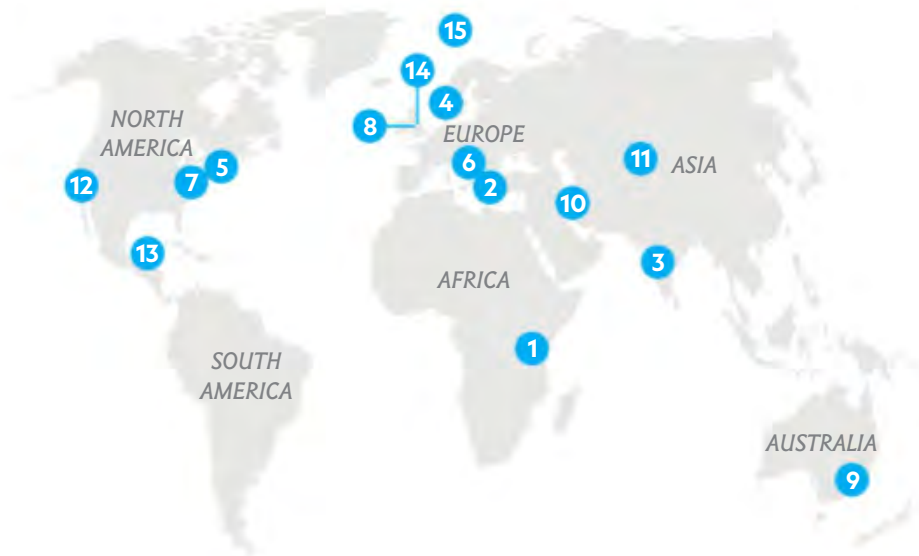 15
14
4
8
NORTH
AMERICA
EUROPE
5
6
11
ASIA
12
7
2
10
13
3
AFRICA
1
SOUTH
AMERICA
AUSTRALIA
9